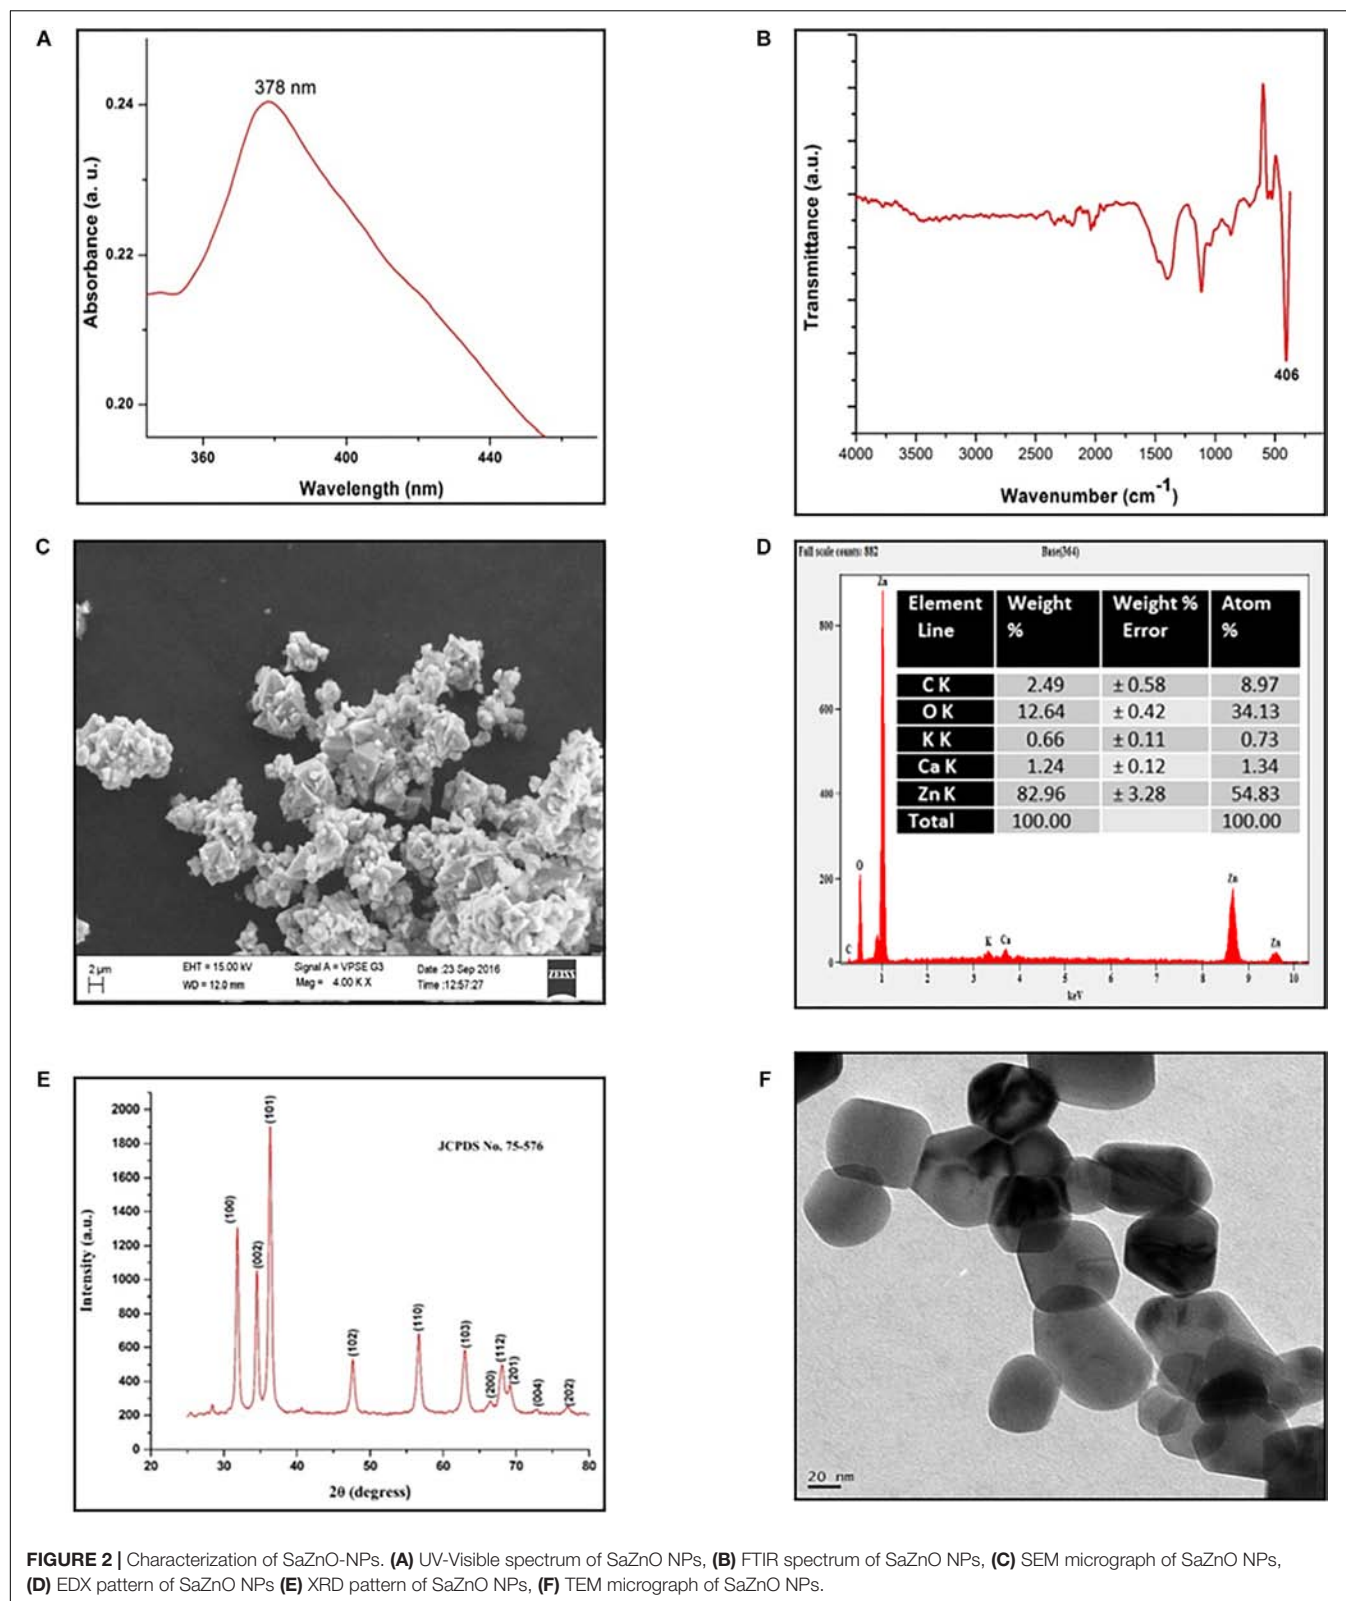 A
378 nm
0.24
0.22
0.20
Absorbance (a. u.)
360 400 440
Wavelength (nm)
B
Transmittance (a.u.)
406
4000 3500 3000 2500 2000 1500 1000 500
Wavenumber (cm-1)
C
2 µm
EHT = 15.00 kV
WD = 12.0 mm
Signal A = VPSE G3
Mag = 4.00 K X
Date :23 Sep 2016
Time :12:57:27
ZEISS
D
Full scale counts: 882
Base(364)
Zn
Element Line Weight % Weight % Error Atom %
C K 2.49 ± 0.58 8.97
O K 12.64 ± 0.42 34.13
K K 0.66 ± 0.11 0.73
Ca K 1.24 ± 0.12 1.34
Zn K 82.96 ± 3.28 54.83
Total 100.00 100.00
800
600
400
200
0
C
O
K
Ca
Zn
Zn
1 2 3 4 5 6 7 8 9 10
keV
E
2000
1800
1600
1400
1200
1000
800
600
400
200
0
Intensity (a.u.)
JCPDS No. 75-576
(100)
(002)
(101)
(102)
(110)
(103)
(200)
(112)
(201)
(004)
(202)
20 30 40 50 60 70 80
2θ (degress)
F
20 nm
FIGURE 2 | Characterization of SaZnO-NPs. (A) UV-Visible spectrum of SaZnO NPs, (B) FTIR spectrum of SaZnO NPs, (C) SEM micrograph of SaZnO NPs,
(D) EDX pattern of SaZnO NPs (E) XRD pattern of SaZnO NPs, (F) TEM micrograph of SaZnO NPs.